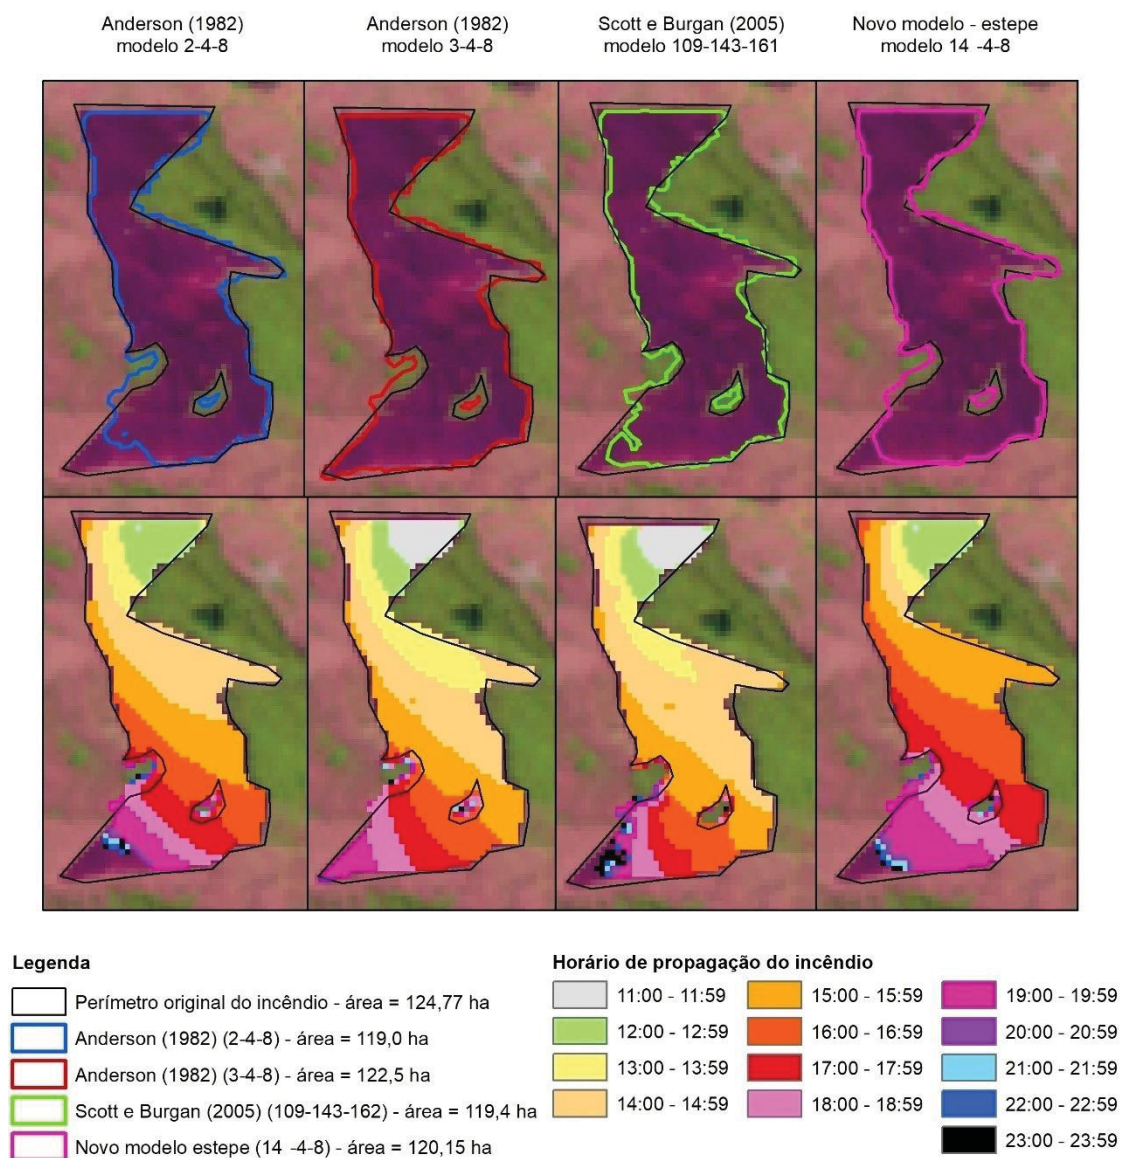 Anderson (1982)
modelo 2-4-8
Anderson (1982)
modelo 3-4-8
Scott e Burgan (2005)
modelo 109-143-161
Novo modelo - estepe
modelo 14 -4-8
Legenda
Perímetro original do incêndio - área = 124,77 ha
Anderson (1982) (2-4-8) - área = 119,0 ha
Anderson (1982) (3-4-8) - área = 122,5 ha
Scott e Burgan (2005) (109-143-162) - área = 119,4 ha
Novo modelo estepe (14 -4-8) - área = 120,15 ha
Horário de propagação do incêndio
11:00 - 11:59
12:00 - 12:59
13:00 - 13:59
14:00 - 14:59
15:00 - 15:59
16:00 - 16:59
17:00 - 17:59
18:00 - 18:59
19:00 - 19:59
20:00 - 20:59
21:00 - 21:59
22:00 - 22:59
23:00 - 23:59